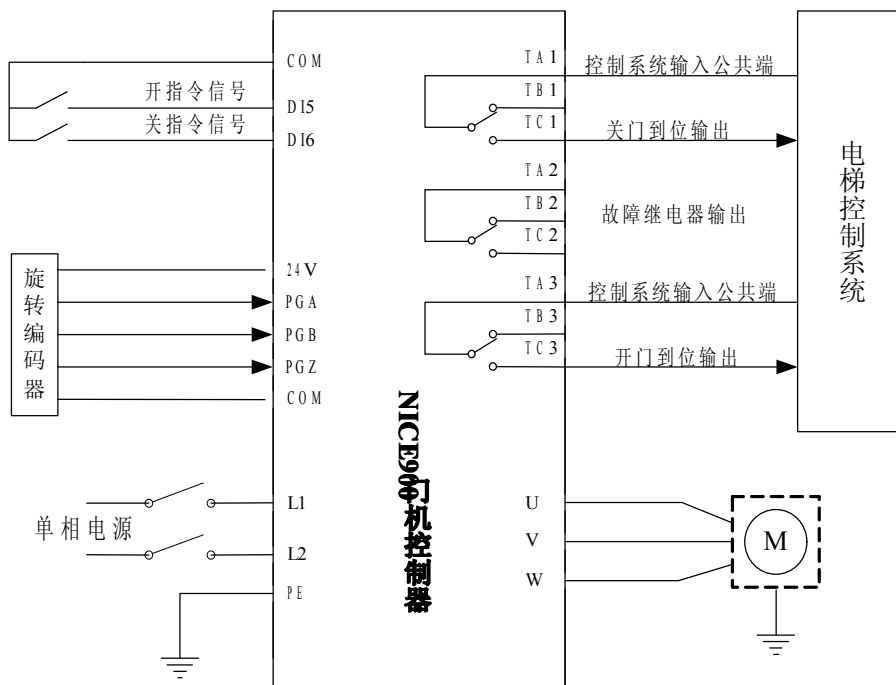 COM
开指令信号
DI5
关指令信号
DI6
24V
旋转编码器
PGA
PGB
PGZ
COM
单相电源
L1
L2
PE
NICE900门机控制器
TA1
控制系统输入公共端
TB1
TC1
关门到位输出
TA2
TB2
故障继电器输出
TC2
TA3
控制系统输入公共端
TB3
TC3
开门到位输出
电梯控制系统
U
V
W
M